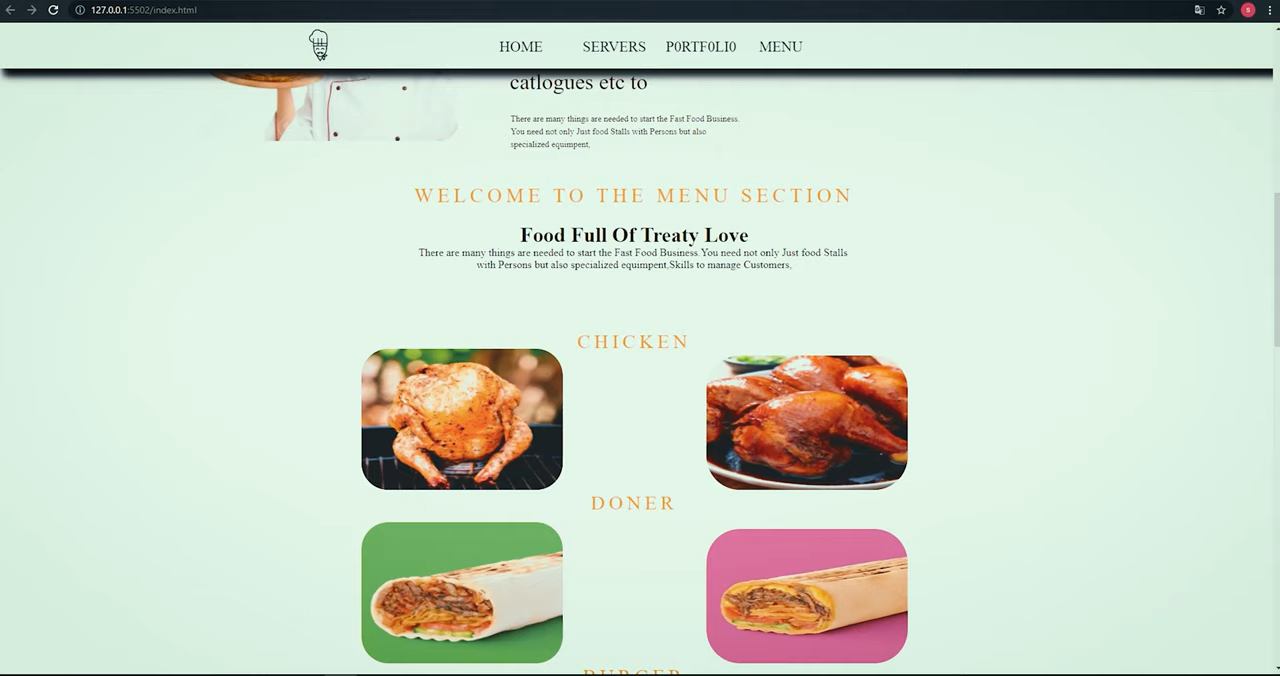 127.0.0.1:5502/index.html
S
HOME SERVERS P0RTF0LI0 MENU
catlogues etc to
There are many things are needed to start the Fast Food Business.
You need not only Just food Stalls with Persons but also
specialized equimpent,
WELCOME TO THE MENU SECTION
Food Full Of Treaty Love
There are many things are needed to start the Fast Food Business.You need not only Just food Stalls
with Persons but also specialized equimpent,Skills to manage Customers,
CHICKEN
DONER
BURGER